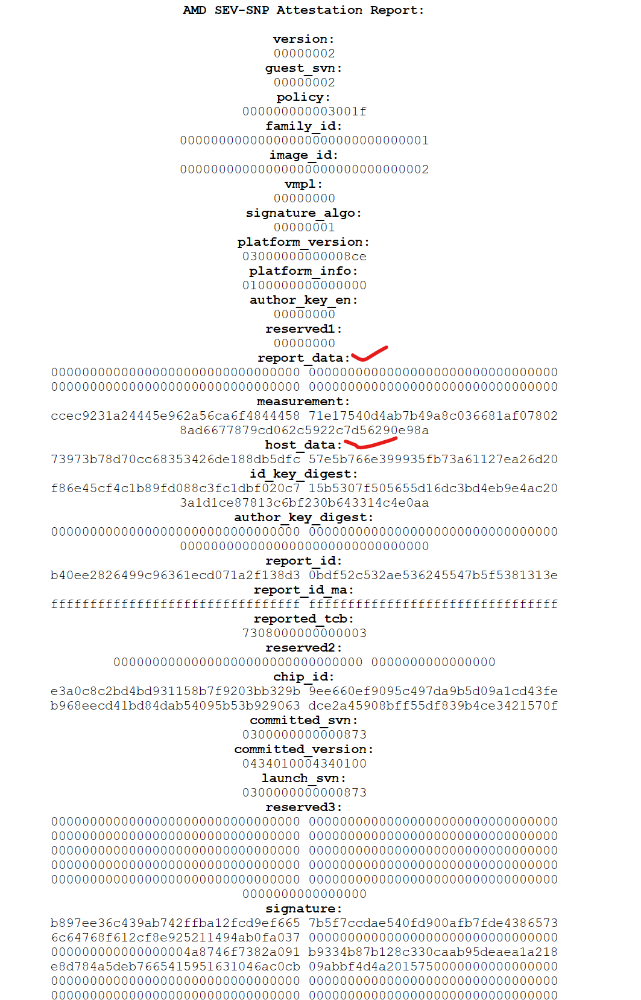 AMD SEV-SNP Attestation Report:
version:
00000002
guest_svn:
00000002
policy:
000000000003001f
family_id:
00000000000000000000000000000001
image_id:
00000000000000000000000000000002
vmpl:
00000000
signature_algo:
00000001
platform_version:
03000000000008ce
platform_info:
0100000000000000
author_key_en:
00000000
reserved1:
00000000
report_data:
00000000000000000000000000000000 00000000000000000000000000000000
00000000000000000000000000000000 00000000000000000000000000000000
measurement:
ccec9231a24445e962a56ca6f4844458 71e17540d4ab7b49a8c036681af07802
8ad6677879cd062c5922c7d56290e98a
host_data:
73973b78d70cc68353426de188db5dfc 57e5b766e399935fb73a61127ea26d20
id_key_digest:
f86e45cf4c1b89fd088c3fc1dbf020c7 15b5307f505655d16dc3bd4eb9e4ac20
3a1d1ce87813c6bf230b643314c4e0aa
author_key_digest:
00000000000000000000000000000000 00000000000000000000000000000000
00000000000000000000000000000000
report_id:
b40ee2826499c96361ecd071a2f138d3 0bdf52c532ae536245547b5f5381313e
report_id_ma:
ffffffffffffffffffffffffffffffff ffffffffffffffffffffffffffffffff
reported_tcb:
7308000000000003
reserved2:
00000000000000000000000000000000 0000000000000000
chip_id:
e3a0c8c2bd4bd931158b7f9203bb329b 9ee660ef9095c497da9b5d09a1cd43fe
b968eecd41bd84dab54095b53b929063 dce2a45908bff55df839b4ce3421570f
committed_svn:
0300000000000873
committed_version:
0434010004340100
launch_svn:
0300000000000873
reserved3:
00000000000000000000000000000000 00000000000000000000000000000000
00000000000000000000000000000000 00000000000000000000000000000000
00000000000000000000000000000000 00000000000000000000000000000000
00000000000000000000000000000000 00000000000000000000000000000000
00000000000000000000000000000000 00000000000000000000000000000000
0000000000000000
signature:
b897ee36c439ab742ffba12fcd9ef665 7b5f7ccdae540fd900afb7fde4386573
6c64768f612cf8e925211494ab0fa037 00000000000000000000000000000000
000000000000000004a8746f7382a091 b9334b87b128c330caab95deaea1a218
e8d784a5deb7665415951631046ac0cb 09abbf4d4a2015750000000000000000
00000000000000000000000000000000 00000000000000000000000000000000
00000000000000000000000000000000 00000000000000000000000000000000